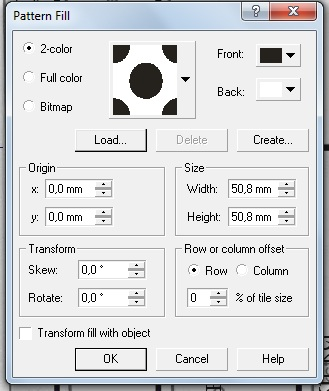 Pattern Fill
2-color
Full color
Bitmap
Front:
Back:
Load...
Delete
Create...
Origin
x: 0,0 mm
y: 0,0 mm
Size
Width: 50,8 mm
Height: 50,8 mm
Transform
Skew: 0,0 °
Rotate: 0,0 °
Row or column offset
Row Column
0 % of tile size
Transform fill with object
OK Cancel Help